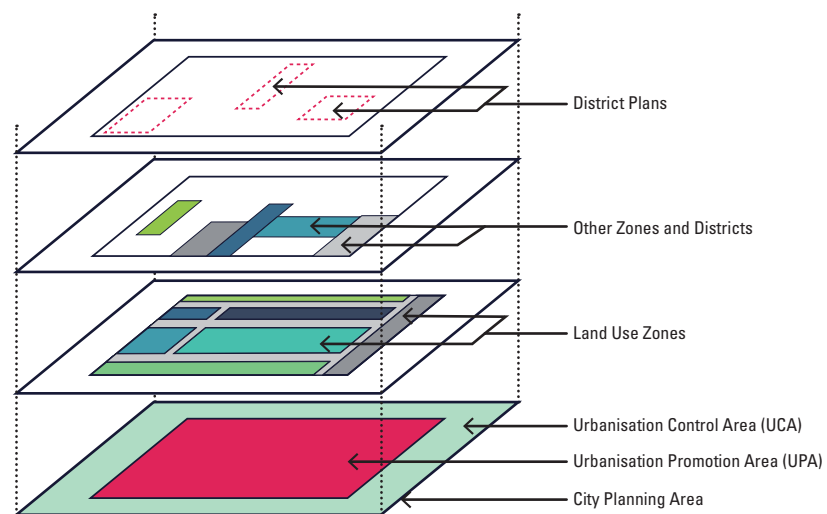 District Plans
Other Zones and Districts
Land Use Zones
Urbanisation Control Area (UCA)
Urbanisation Promotion Area (UPA)
City Planning Area